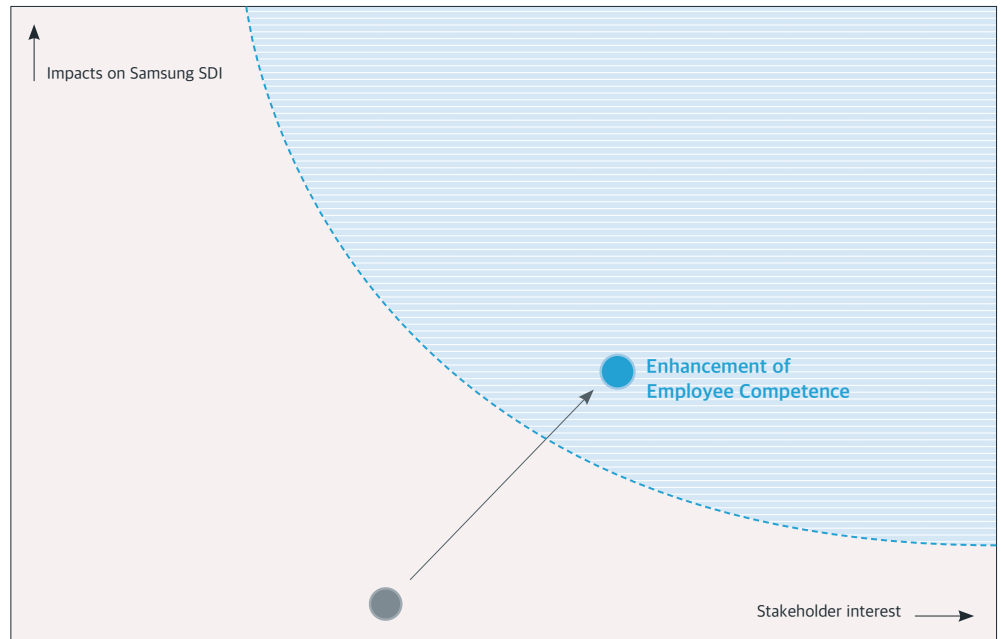 Impacts on Samsung SDI
Enhancement of
Employee Competence
Stakeholder interest